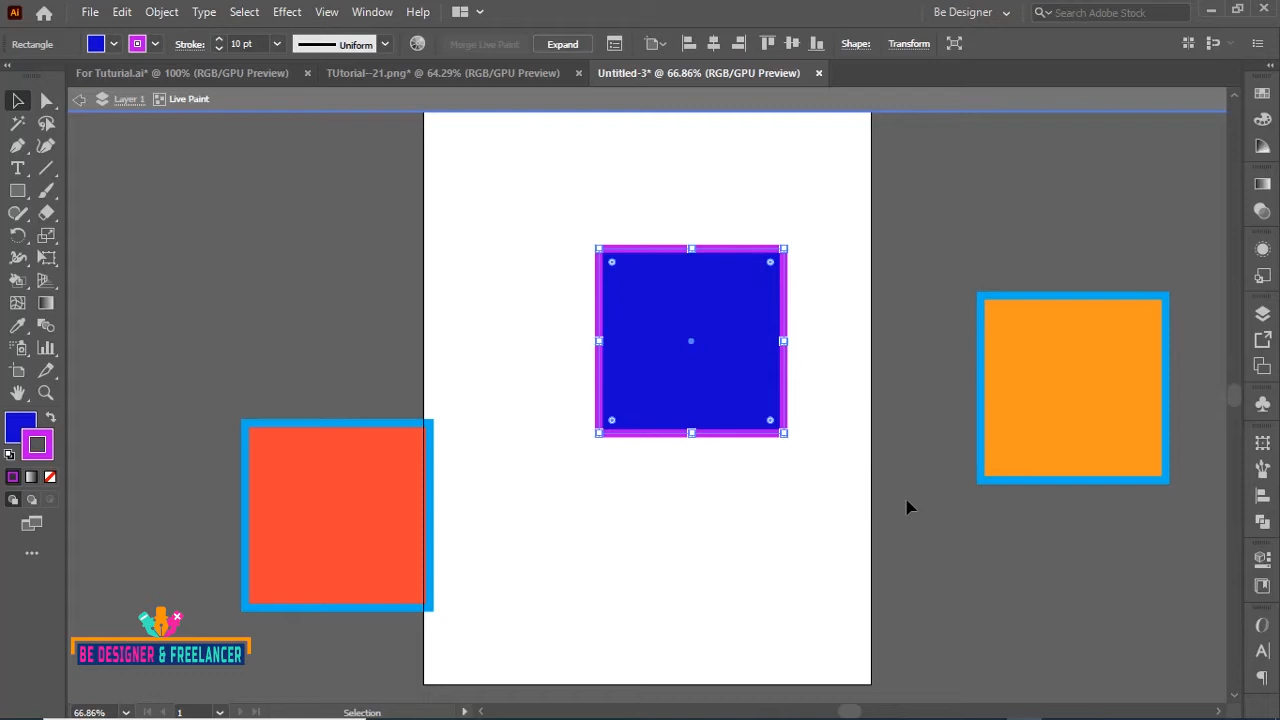 Ai File Edit Object Type Select Effect View Window Help Be Designer Search Adobe Stock
Rectangle Stroke: 10 pt Uniform Merge Live Paint Expand Shape: Transform
For Tuturial.ai* @ 100% (RGB/GPU Preview) TUtorial--21.png* @ 64.29% (RGB/GPU Preview) Untitled-3* @ 66.86% (RGB/GPU Preview)
Layer 1 Live Paint
BE DESIGNER & FREELANCER
66.86% 1 Selection